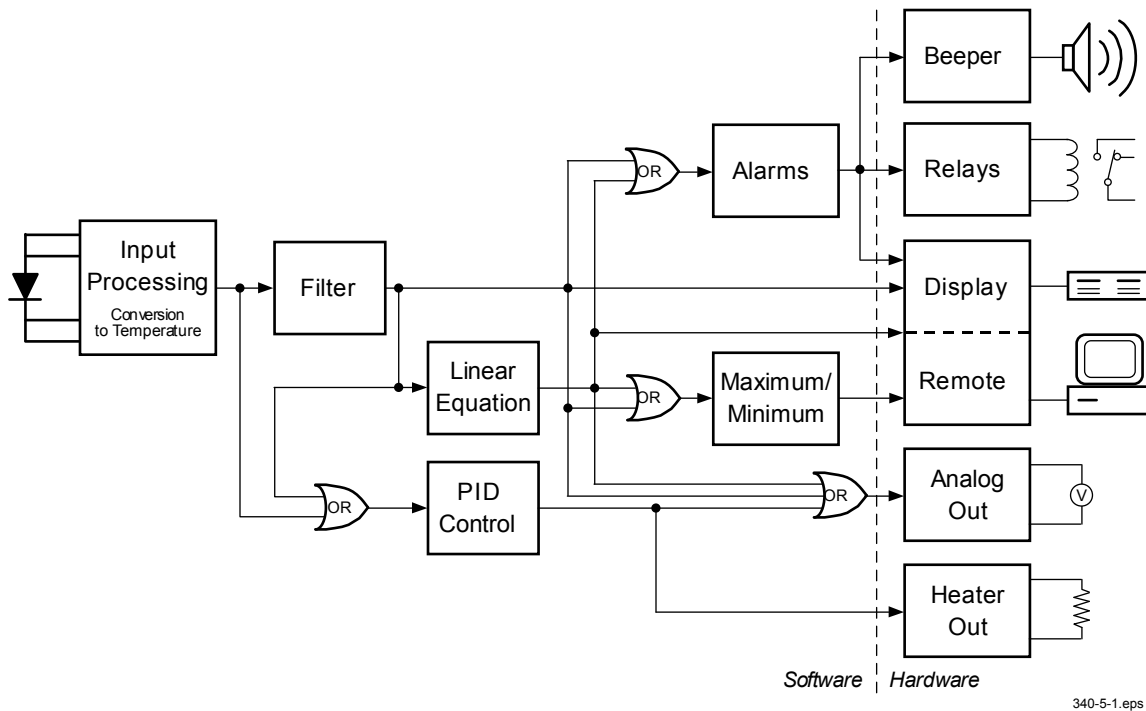 Beeper
OR
Alarms
Relays
Input
Processing
Conversion
to Temperature
Filter
Display
Linear
Equation
OR
Maximum/
Minimum
Remote
OR
PID
Control
OR
Analog
Out
V
Heater
Out
Software
Hardware
340-5-1.eps